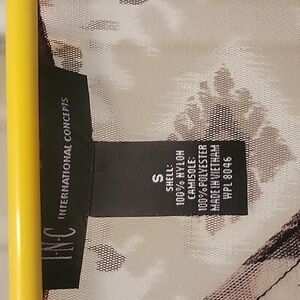 I·N·C INTERNATIONAL CONCEPTS
S
SHELL:
100% NYLON
CAMISOLE:
100% POLYESTER
MADE IN VIETNAM
WPL 8046